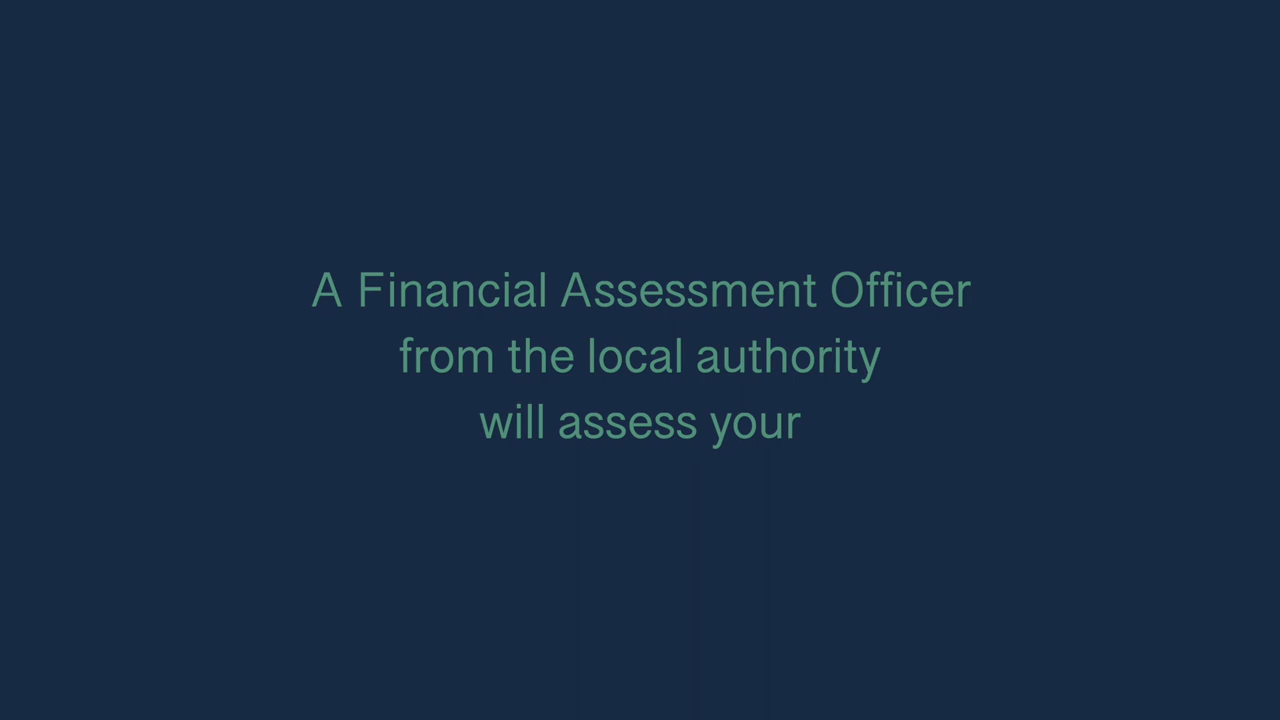 A Financial Assessment Officer
from the local authority
will assess your